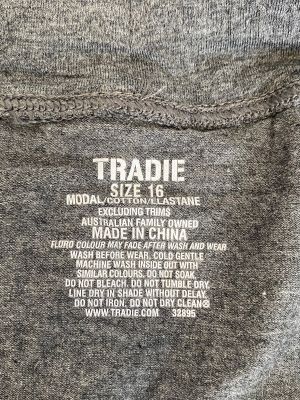 TRADIE
SIZE 16
MODAL/COTTON/ELASTANE
EXCLUDING TRIMS
AUSTRALIAN FAMILY OWNED
MADE IN CHINA
FLURO COLOUR MAY FADE AFTER WASH AND WEAR
WASH BEFORE WEAR. COLD GENTLE
MACHINE WASH INSIDE OUT WITH
SIMILAR COLOURS. DO NOT SOAK.
DO NOT BLEACH. DO NOT TUMBLE DRY.
LINE DRY IN SHADE WITHOUT DELAY.
DO NOT IRON. DO NOT DRY CLEAN
WWW.TRADIE.COM 32895